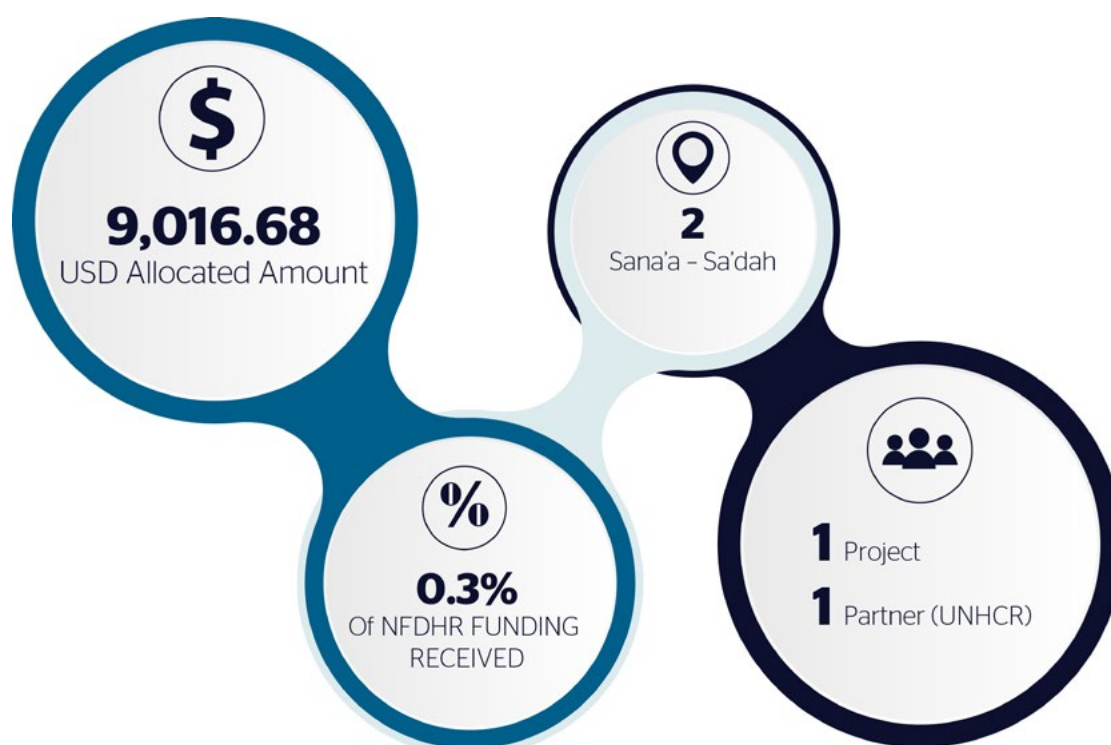 $
9,016.68
USD Allocated Amount
2
Sana'a – Sa'dah
%
0.3%
Of NFDHR FUNDING
RECEIVED
1 Project
1 Partner (UNHCR)